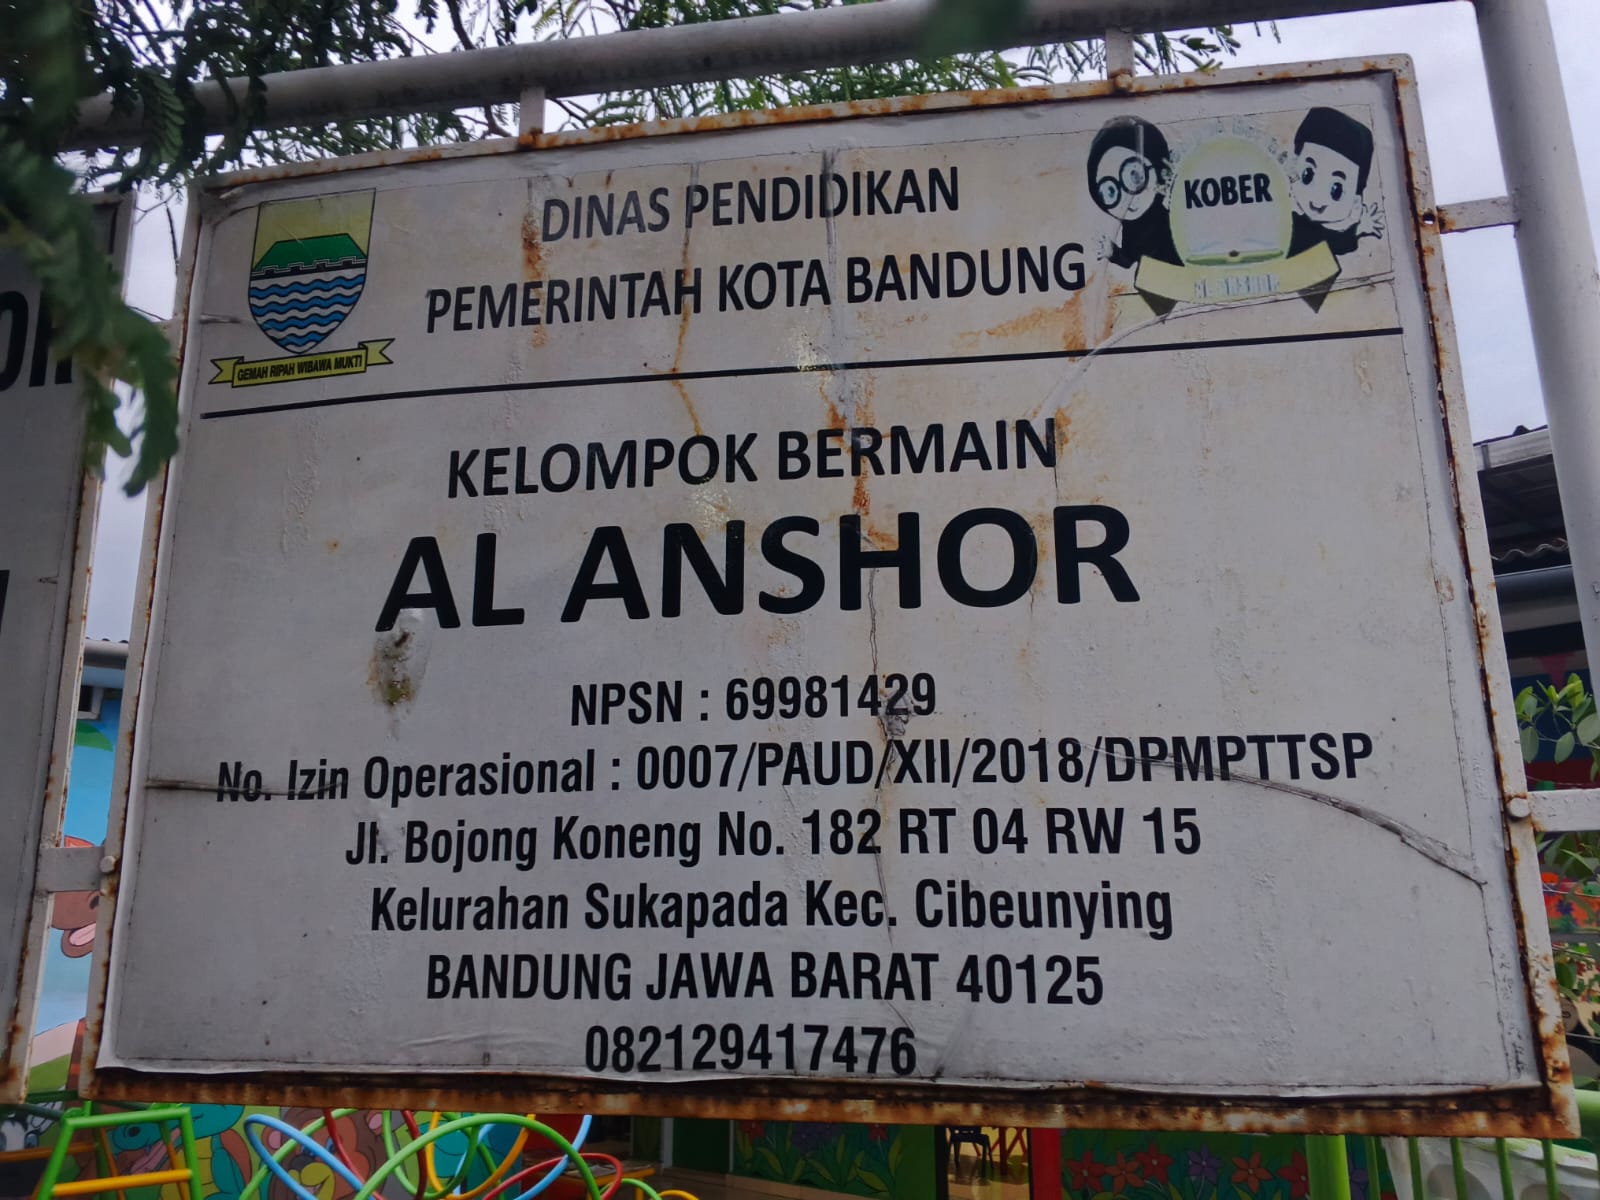 DINAS PENDIDIKAN
PEMERINTAH KOTA BANDUNG
KOBER
GEMAH RIPAH WIBAWA MUKTI
KELOMPOK BERMAIN
AL ANSHOR
NPSN : 69981429
No. Izin Operasional : 0007/PAUD/XII/2018/DPMPTTSP
Jl. Bojong Koneng No. 182 RT 04 RW 15
Kelurahan Sukapada Kec. Cibeunying
BANDUNG JAWA BARAT 40125
082129417476